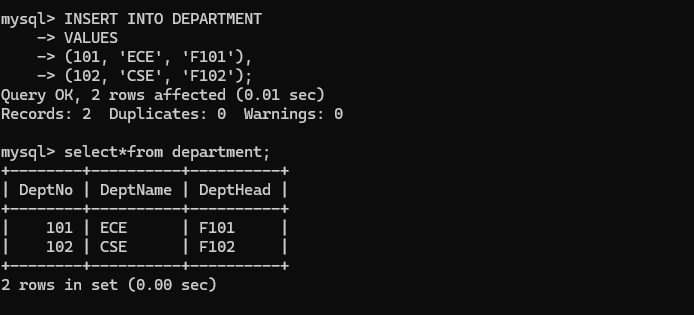 mysql> INSERT INTO DEPARTMENT
    -> VALUES
    -> (101, 'ECE', 'F101'),
    -> (102, 'CSE', 'F102');
Query OK, 2 rows affected (0.01 sec)
Records: 2  Duplicates: 0  Warnings: 0

mysql> select*from department;
+--------+----------+----------+
| DeptNo | DeptName | DeptHead |
+--------+----------+----------+
|    101 | ECE      | F101     |
|    102 | CSE      | F102     |
+--------+----------+----------+
2 rows in set (0.00 sec)